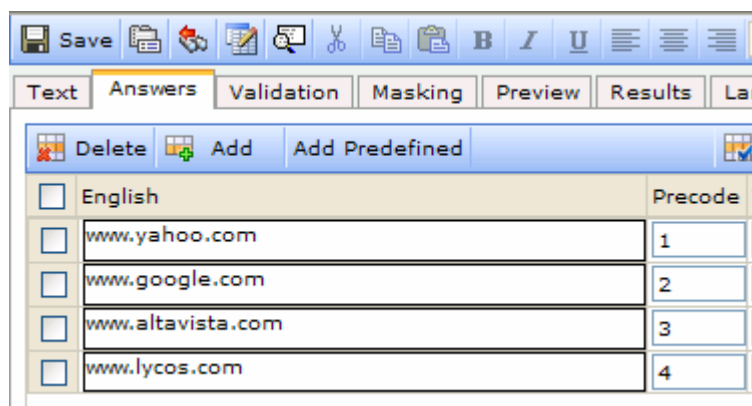 Save B I U
Text Answers Validation Masking Preview Results La
Delete Add Add Predefined
English Precode
www.yahoo.com 1
www.google.com 2
www.altavista.com 3
www.lycos.com 4